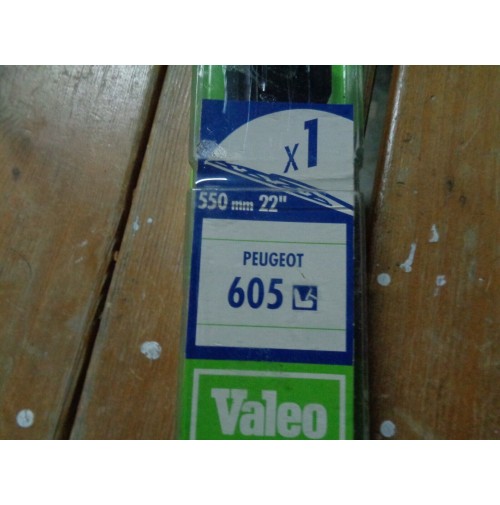 x1
550 mm 22"
PEUGEOT
605
Valeo